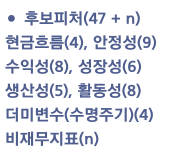 • 후보피처(47 + n)
현금흐름(4), 안정성(9)
수익성(8), 성장성(6)
생산성(5), 활동성(8)
더미변수(수명주기)(4)
비재무지표(n)